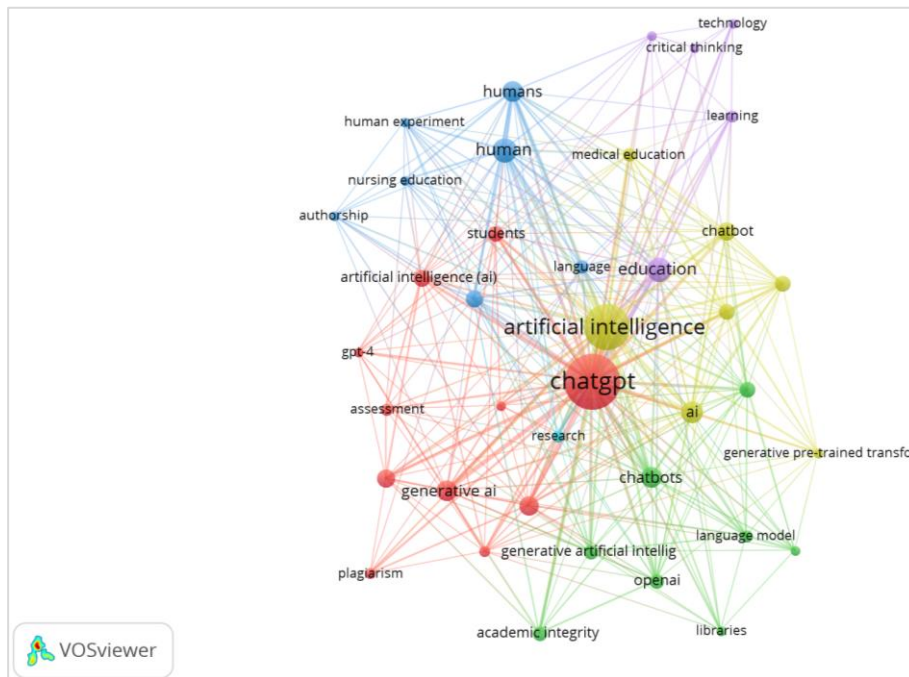 technology
critical thinking
humans
learning
human experiment
human
medical education
nursing education
authorship
students
chatbot
language
education
artificial intelligence (ai)
artificial intelligence
gpt-4
chatgpt
assessment
ai
research
generative pre-trained transfo
chatbots
generative ai
language model
generative artificial intellig
plagiarism
openai
academic integrity
libraries
VOSviewer